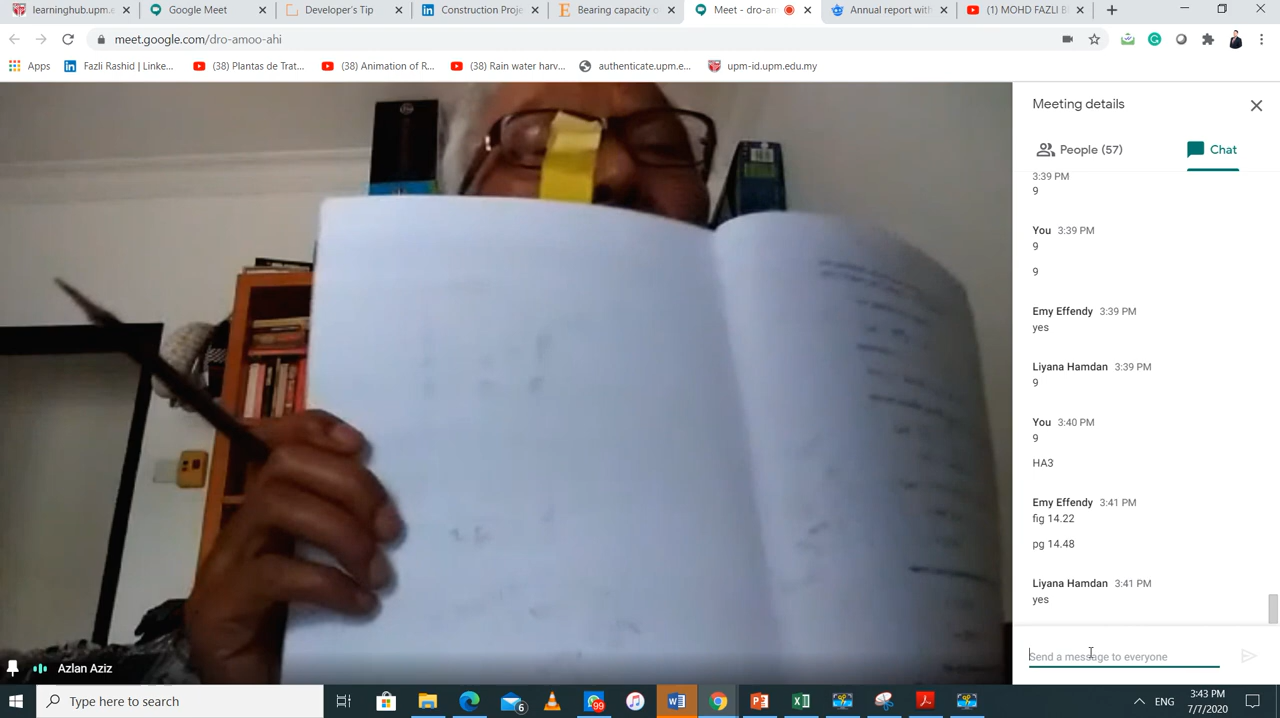 learninghub.upm.e
Google Meet
Developer's Tip
Construction Proje
Bearing capacity o
Meet - dro-am
Annual report with
(1) MOHD FAZLI B
meet.google.com/dro-amoo-ahi
Apps
Fazli Rashid | Linke...
(38) Plantas de Trat...
(38) Animation of R...
(38) Rain water harv...
authenticate.upm.e...
upm-id.upm.edu.my
Meeting details
People (57)
Chat
3:39 PM
9
You 3:39 PM
9
9
Emy Effendy 3:39 PM
yes
Liyana Hamdan 3:39 PM
9
You 3:40 PM
9
HA3
Emy Effendy 3:41 PM
fig 14.22
pg 14.48
Liyana Hamdan 3:41 PM
yes
Send a message to everyone
Azlan Aziz
Type here to search
6
99
ENG
3:43 PM
7/7/2020